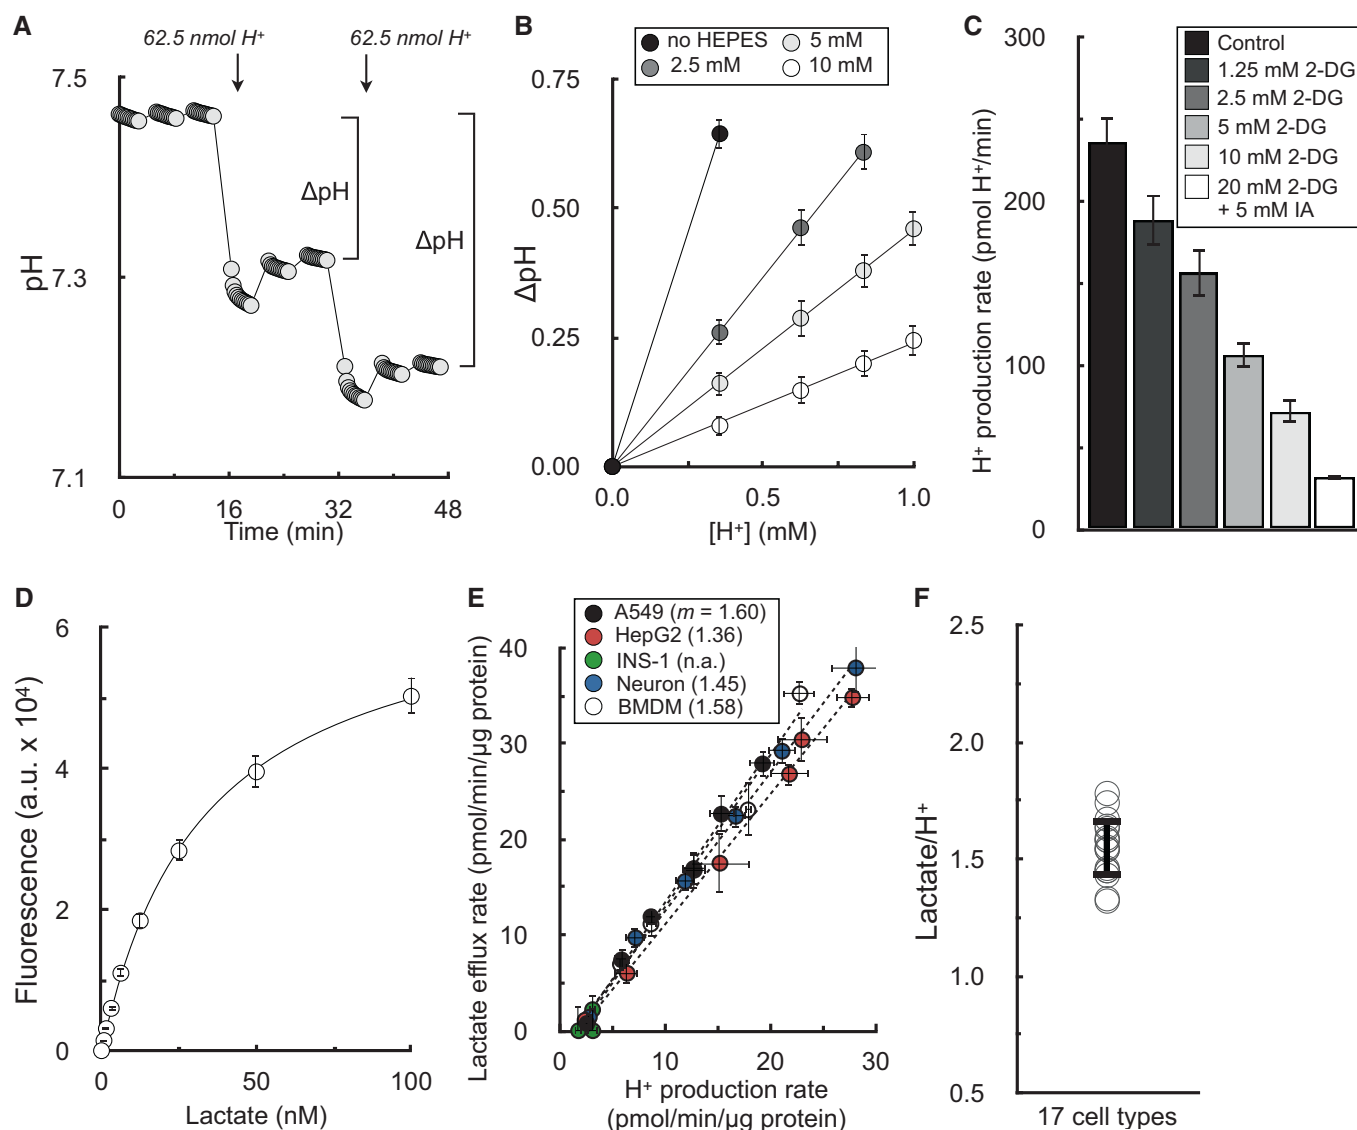 A
62.5 nmol H⁺
62.5 nmol H⁺
7.5
7.3
7.1
pH
ΔpH
ΔpH
0
16
32
48
Time (min)
B
no HEPES
5 mM
2.5 mM
10 mM
0.75
0.50
0.25
0.00
ΔpH
0.0
0.5
1.0
[H⁺] (mM)
C
Control
1.25 mM 2-DG
2.5 mM 2-DG
5 mM 2-DG
10 mM 2-DG
20 mM 2-DG
+ 5 mM IA
300
200
100
0
H⁺ production rate (pmol H⁺/min)
D
6
4
2
0
Fluorescence (a.u. x 10⁴)
0
50
100
Lactate (nM)
E
A549 (m = 1.60)
HepG2 (1.36)
INS-1 (n.a.)
Neuron (1.45)
BMDM (1.58)
40
30
20
10
0
Lactate efflux rate (pmol/min/µg protein)
0
10
20
30
H⁺ production rate
(pmol/min/µg protein)
F
2.5
2.0
1.5
1.0
0.5
Lactate/H⁺
17 cell types